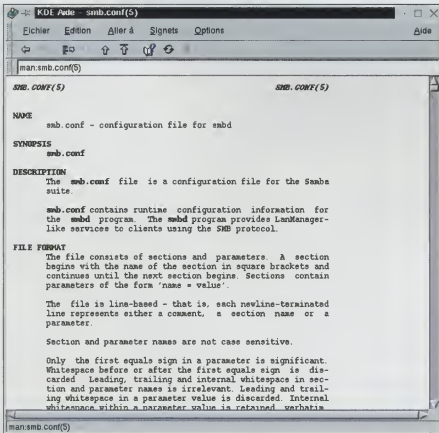 KDE Aide - smb.conf(5)
Fichier Edition Aller à Signets Options Aide
man:smb.conf(5)
SMB.CONF(5) SMB.CONF(5)
NAME
smb.conf - configuration file for smbd
SYNOPSIS
smb.conf
DESCRIPTION
The smb.conf file is a configuration file for the Samba
suite.
smb.conf contains runtime configuration information for
the smbd program. The smbd program provides LanManager-
like services to clients using the SMB protocol.
FILE FORMAT
The file consists of sections and parameters. A section
begins with the name of the section in square brackets and
continues until the next section begins. Sections contain
parameters of the form 'name = value'.
The file is line-based - that is, each newline-terminated
line represents either a comment, a section name or a
parameter.
Section and parameter names are not case sensitive.
Only the first equals sign in a parameter is significant.
Whitespace before or after the first equals sign is dis-
carded Leading, trailing and internal whitespace in sec-
tion and parameter names is irrelevant. Leading and trail-
ing whitespace in a parameter value is discarded. Internal
whitespace within a parameter value is retained verbatim
man:smb.conf(5)